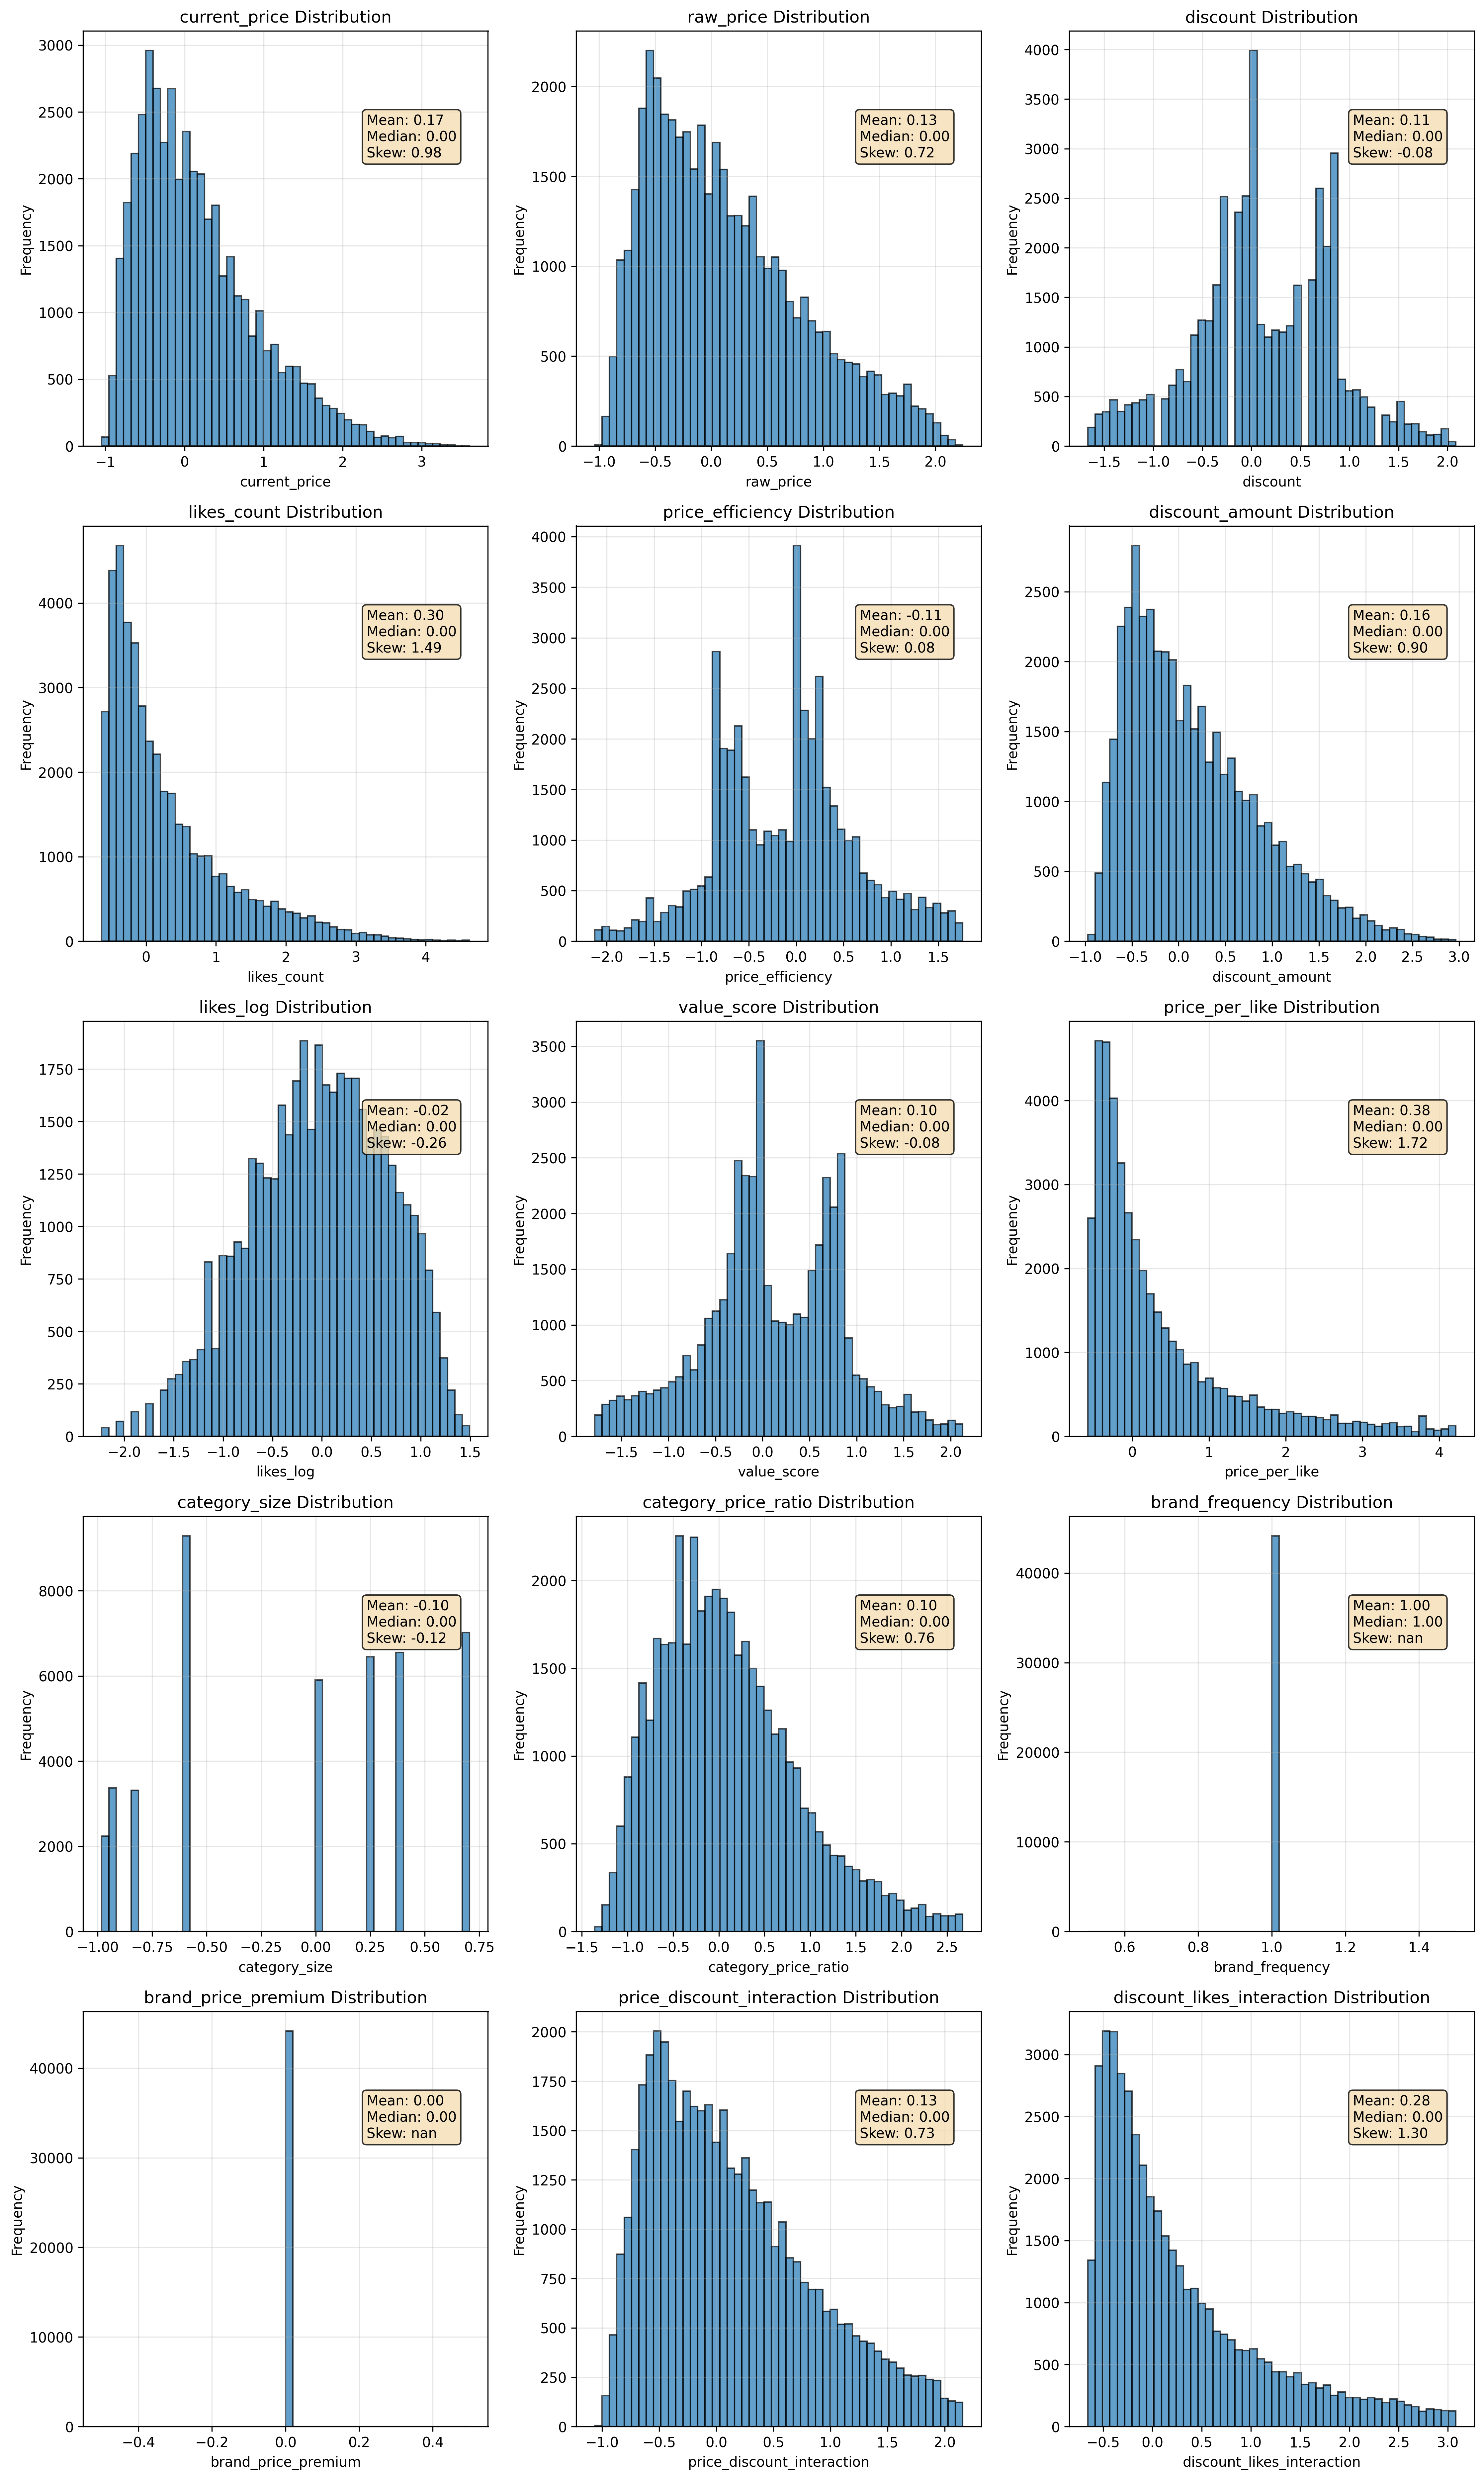 current_price Distribution
3000
2500
2000
1500
1000
500
0
Frequency
Mean: 0.17
Median: 0.00
Skew: 0.98
−1 0 1 2 3
current_price
raw_price Distribution
2000
1500
1000
500
0
Frequency
Mean: 0.13
Median: 0.00
Skew: 0.72
−1.0 −0.5 0.0 0.5 1.0 1.5 2.0
raw_price
discount Distribution
4000
3500
3000
2500
2000
1500
1000
500
0
Frequency
Mean: 0.11
Median: 0.00
Skew: -0.08
−1.5 −1.0 −0.5 0.0 0.5 1.0 1.5 2.0
discount
likes_count Distribution
4000
3000
2000
1000
0
Frequency
Mean: 0.30
Median: 0.00
Skew: 1.49
0 1 2 3 4
likes_count
price_efficiency Distribution
4000
3500
3000
2500
2000
1500
1000
500
0
Frequency
Mean: -0.11
Median: 0.00
Skew: 0.08
−2.0 −1.5 −1.0 −0.5 0.0 0.5 1.0 1.5
price_efficiency
discount_amount Distribution
2500
2000
1500
1000
500
0
Frequency
Mean: 0.16
Median: 0.00
Skew: 0.90
−1.0 −0.5 0.0 0.5 1.0 1.5 2.0 2.5 3.0
discount_amount
likes_log Distribution
1750
1500
1250
1000
750
500
250
0
Frequency
Mean: -0.02
Median: 0.00
Skew: -0.26
−2.0 −1.5 −1.0 −0.5 0.0 0.5 1.0 1.5
likes_log
value_score Distribution
3500
3000
2500
2000
1500
1000
500
0
Frequency
Mean: 0.10
Median: 0.00
Skew: -0.08
−1.5 −1.0 −0.5 0.0 0.5 1.0 1.5 2.0
value_score
price_per_like Distribution
4000
3000
2000
1000
0
Frequency
Mean: 0.38
Median: 0.00
Skew: 1.72
0 1 2 3 4
price_per_like
category_size Distribution
8000
6000
4000
2000
0
Frequency
Mean: -0.10
Median: 0.00
Skew: -0.12
−1.00 −0.75 −0.50 −0.25 0.00 0.25 0.50 0.75
category_size
category_price_ratio Distribution
2000
1500
1000
500
0
Frequency
Mean: 0.10
Median: 0.00
Skew: 0.76
−1.5 −1.0 −0.5 0.0 0.5 1.0 1.5 2.0 2.5
category_price_ratio
brand_frequency Distribution
40000
30000
20000
10000
0
Frequency
Mean: 1.00
Median: 1.00
Skew: nan
0.6 0.8 1.0 1.2 1.4
brand_frequency
brand_price_premium Distribution
40000
30000
20000
10000
0
Frequency
Mean: 0.00
Median: 0.00
Skew: nan
−0.4 −0.2 0.0 0.2 0.4
brand_price_premium
price_discount_interaction Distribution
2000
1750
1500
1250
1000
750
500
250
0
Frequency
Mean: 0.13
Median: 0.00
Skew: 0.73
−1.0 −0.5 0.0 0.5 1.0 1.5 2.0
price_discount_interaction
discount_likes_interaction Distribution
3000
2500
2000
1500
1000
500
0
Frequency
Mean: 0.28
Median: 0.00
Skew: 1.30
−0.5 0.0 0.5 1.0 1.5 2.0 2.5 3.0
discount_likes_interaction